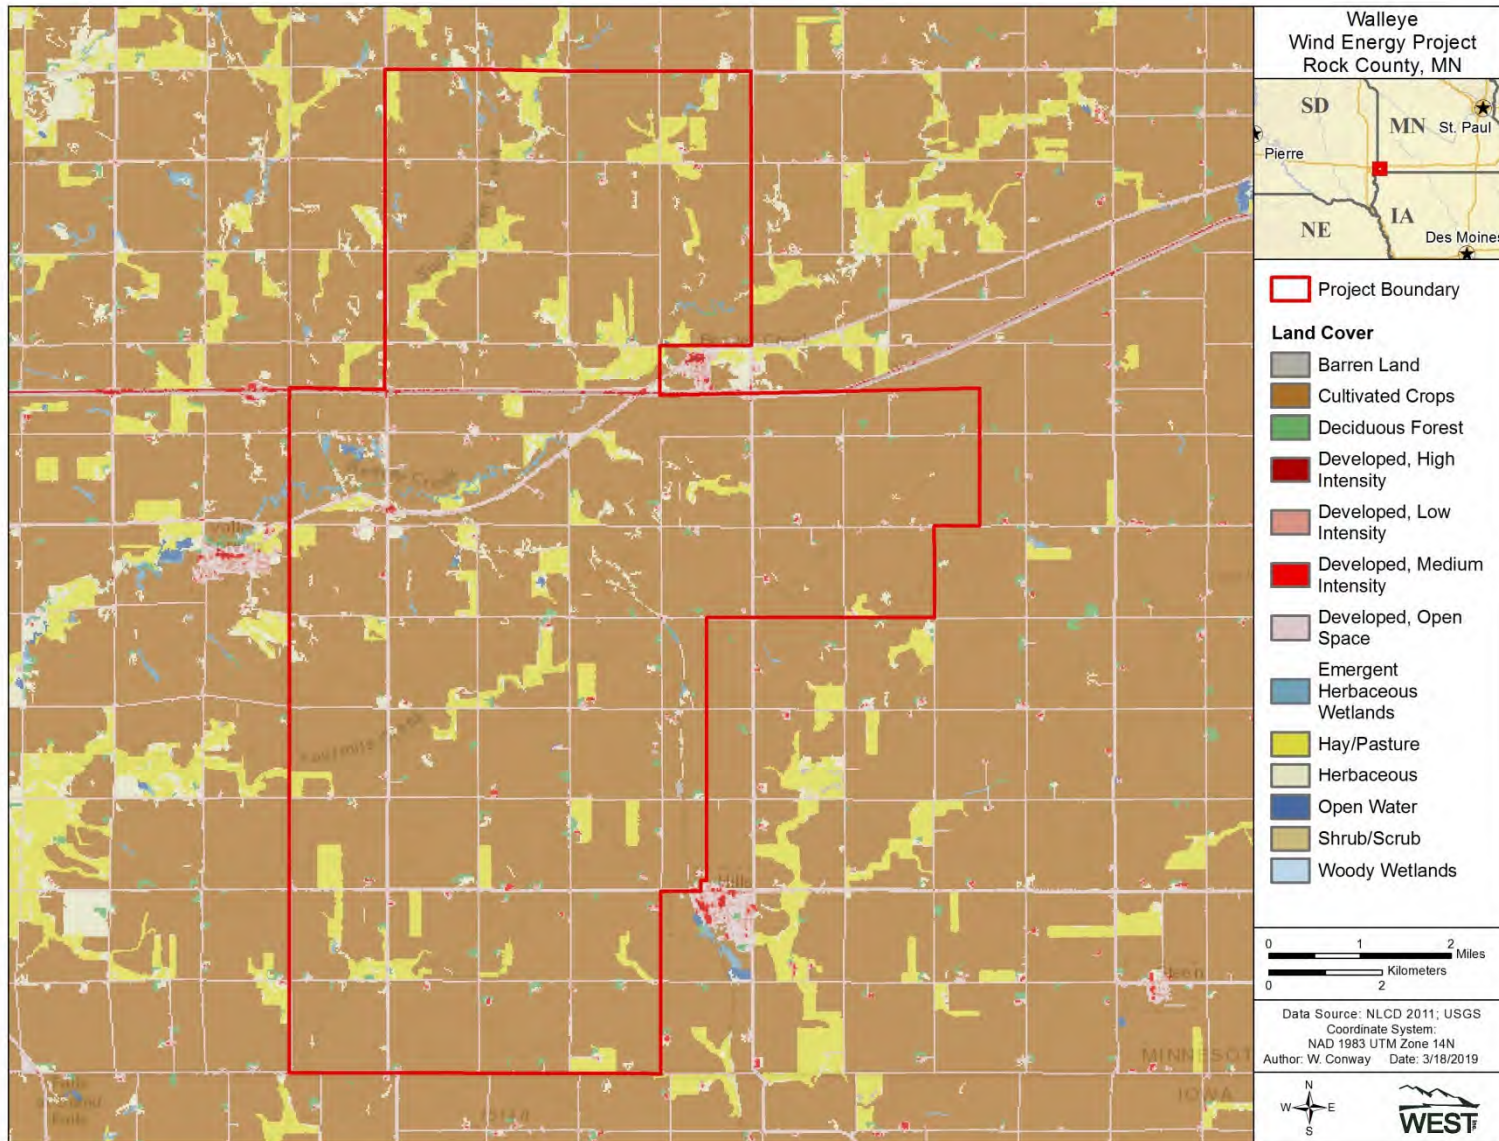 Walleye
Wind Energy Project
Rock County, MN
SD
MN
St. Paul
Pierre
NE
IA
Des Moines
Project Boundary
Land Cover
Barren Land
Cultivated Crops
Deciduous Forest
Developed, High
Intensity
Developed, Low
Intensity
Developed, Medium
Intensity
Developed, Open
Space
Emergent
Herbaceous
Wetlands
Hay/Pasture
Herbaceous
Open Water
Shrub/Scrub
Woody Wetlands
0 1 2
Miles
Kilometers
0 2
Data Source: NLCD 2011; USGS
Coordinate System:
NAD 1983 UTM Zone 14N
Author: W. Conway Date: 3/18/2019
N
W E
S
WEST
Beaver Creek
Hills
MINNESOT
IOWA